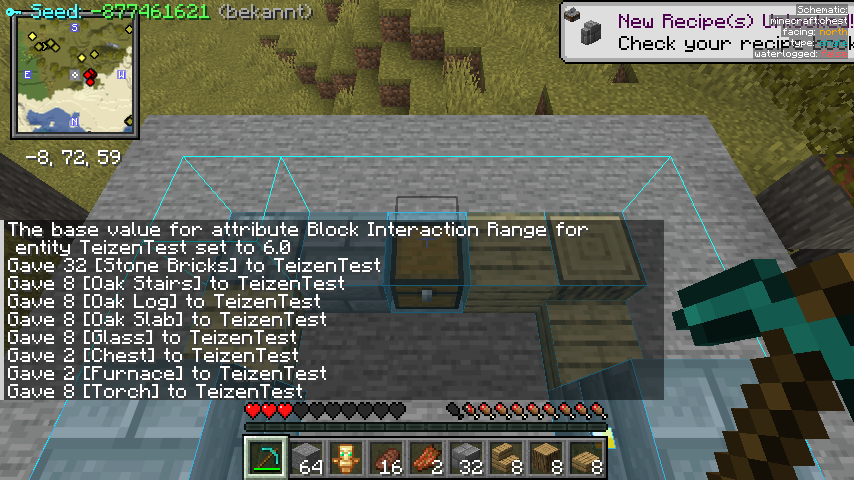 Seed: -877461621 (bekannt)
New Recipe(s)
Check your recip
Schematic:
minecraft:chest
facing: north
type:
waterlogged:
S
E
W
N
-8, 72, 59
The base value for attribute Block Interaction Range for
entity TeizenTest set to 6.0
Gave 32 [Stone Bricks] to TeizenTest
Gave 8 [Oak Stairs] to TeizenTest
Gave 8 [Oak Log] to TeizenTest
Gave 8 [Oak Slab] to TeizenTest
Gave 8 [Glass] to TeizenTest
Gave 2 [Chest] to TeizenTest
Gave 2 [Furnace] to TeizenTest
Gave 8 [Torch] to TeizenTest
64 16 2 32 8 8 8